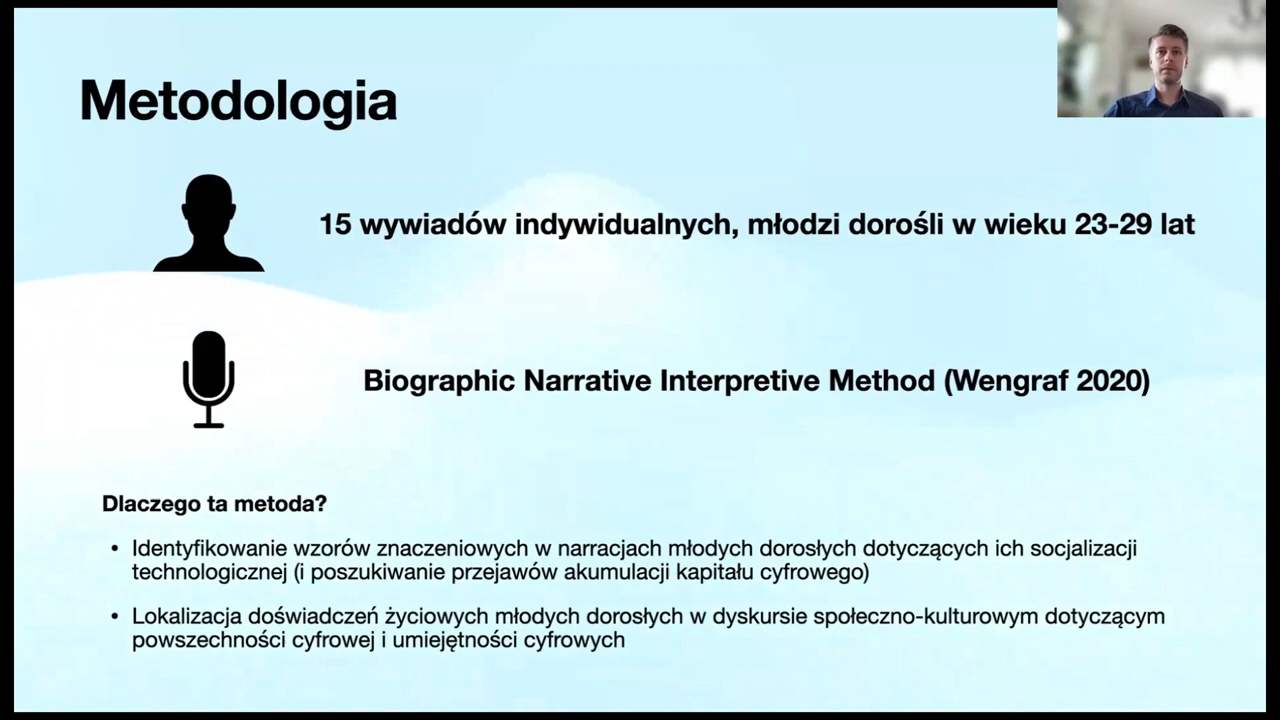 Metodologia
15 wywiadów indywidualnych, młodzi dorośli w wieku 23-29 lat
Biographic Narrative Interpretive Method (Wengraf 2020)
Dlaczego ta metoda?
• Identyfikowanie wzorów znaczeniowych w narracjach młodych dorosłych dotyczących ich socjalizacji
technologicznej (i poszukiwanie przejawów akumulacji kapitału cyfrowego)
• Lokalizacja doświadczeń życiowych młodych dorosłych w dyskursie społeczno-kulturowym dotyczącym
powszechności cyfrowej i umiejętności cyfrowych